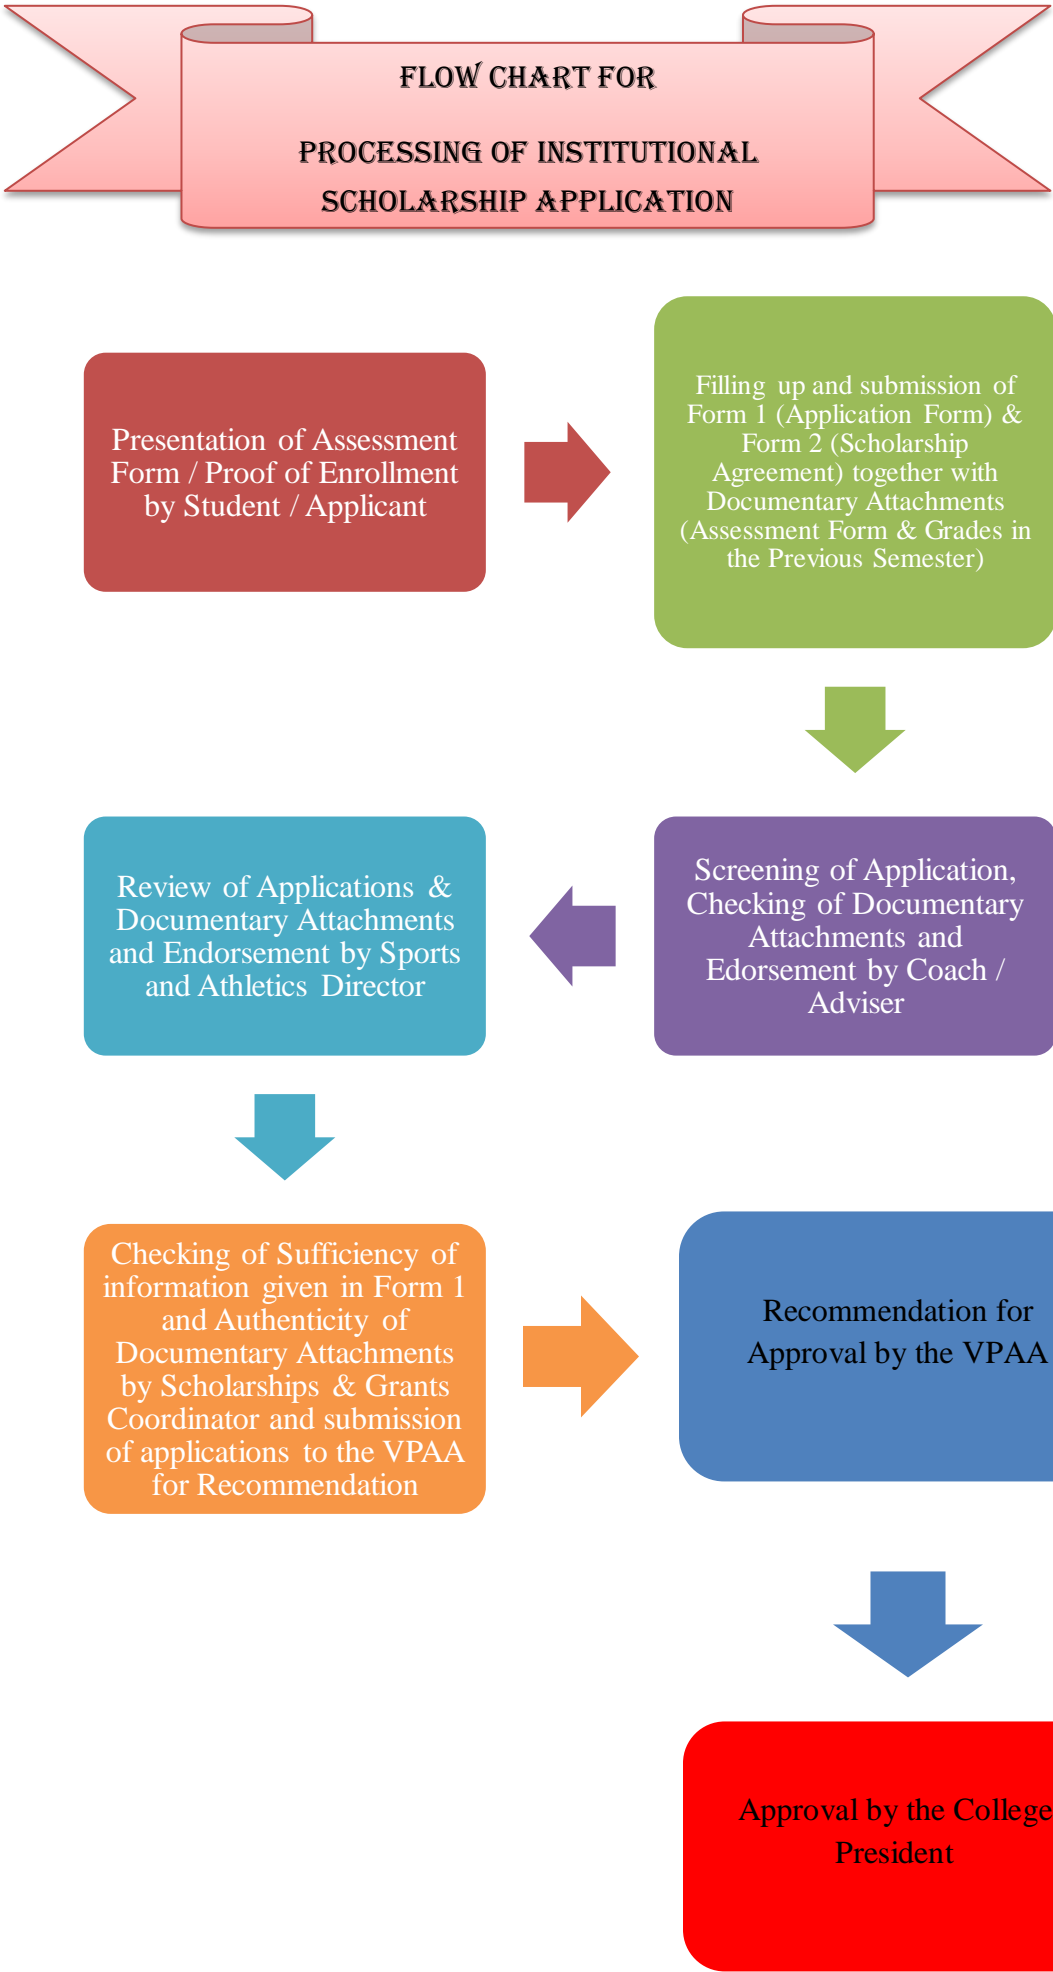 FLOW CHART FOR
PROCESSING OF INSTITUTIONAL
SCHOLARSHIP APPLICATION
Presentation of Assessment
Form / Proof of Enrollment
by Student / Applicant
Filling up and submission of
Form 1 (Application Form) &
Form 2 (Scholarship
Agreement) together with
Documentary Attachments
(Assessment Form & Grades in
the Previous Semester)
Screening of Application,
Checking of Documentary
Attachments and
Edorsement by Coach /
Adviser
Review of Applications &
Documentary Attachments
and Endorsement by Sports
and Athletics Director
Checking of Sufficiency of
information given in Form 1
and Authenticity of
Documentary Attachments
by Scholarships & Grants
Coordinator and submission
of applications to the VPAA
for Recommendation
Recommendation for
Approval by the VPAA
Approval by the College
President